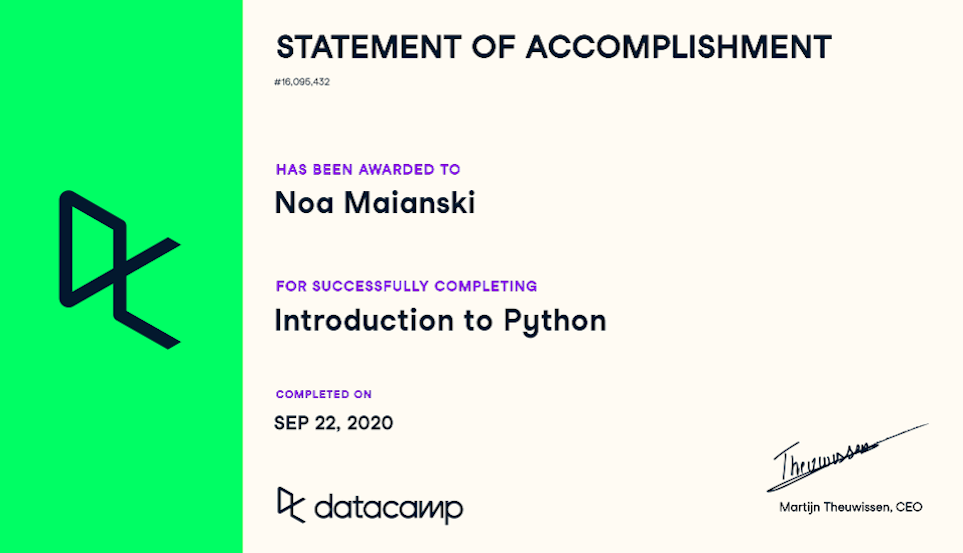 STATEMENT OF ACCOMPLISHMENT
#16,095,432
HAS BEEN AWARDED TO
Noa Maianski
FOR SUCCESSFULLY COMPLETING
Introduction to Python
COMPLETED ON
SEP 22, 2020
datacamp
Theuwissen
Martijn Theuwissen, CEO